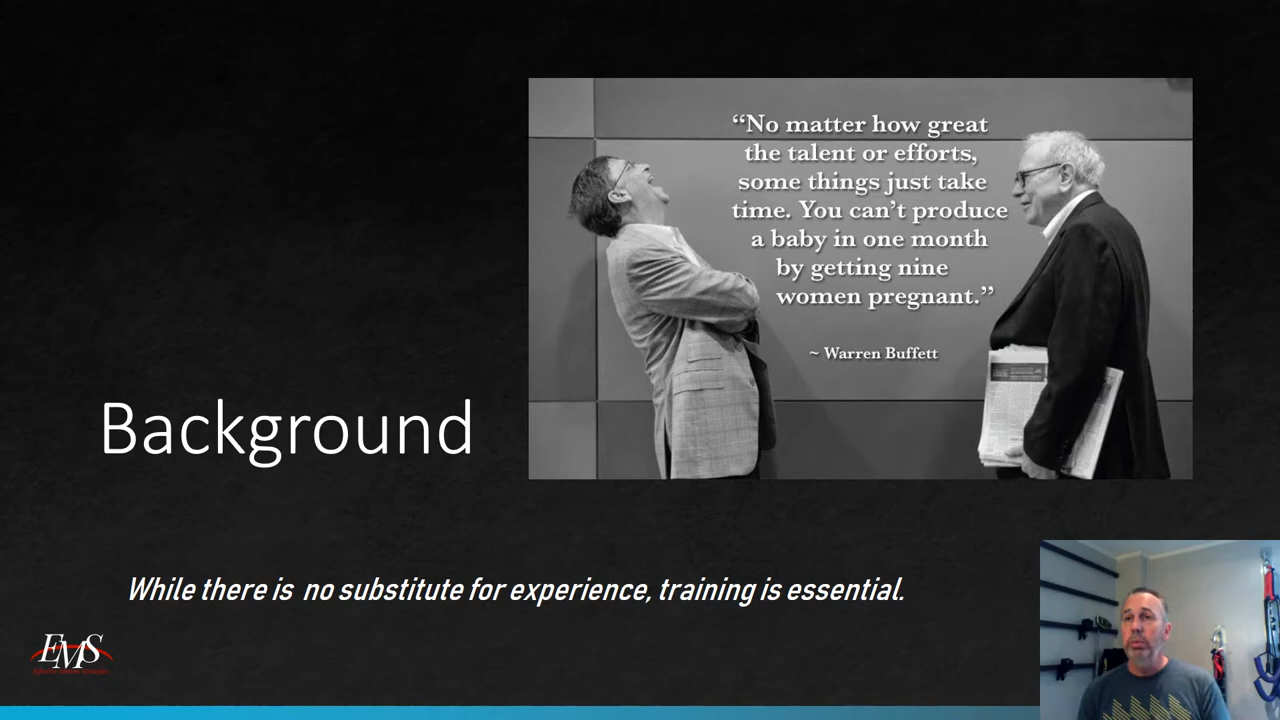 “No matter how great
the talent or efforts,
some things just take
time. You can’t produce
a baby in one month
by getting nine
women pregnant.”
~ Warren Buffett
Background
While there is no substitute for experience, training is essential.
EMS